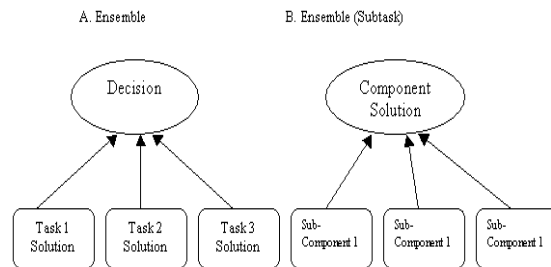 A. Ensemble
B. Ensemble (Subtask)
Decision
Component
Solution
Task 1
Solution
Task 2
Solution
Task 3
Solution
Sub-
Component 1
Sub-
Component 1
Sub-
Component 1